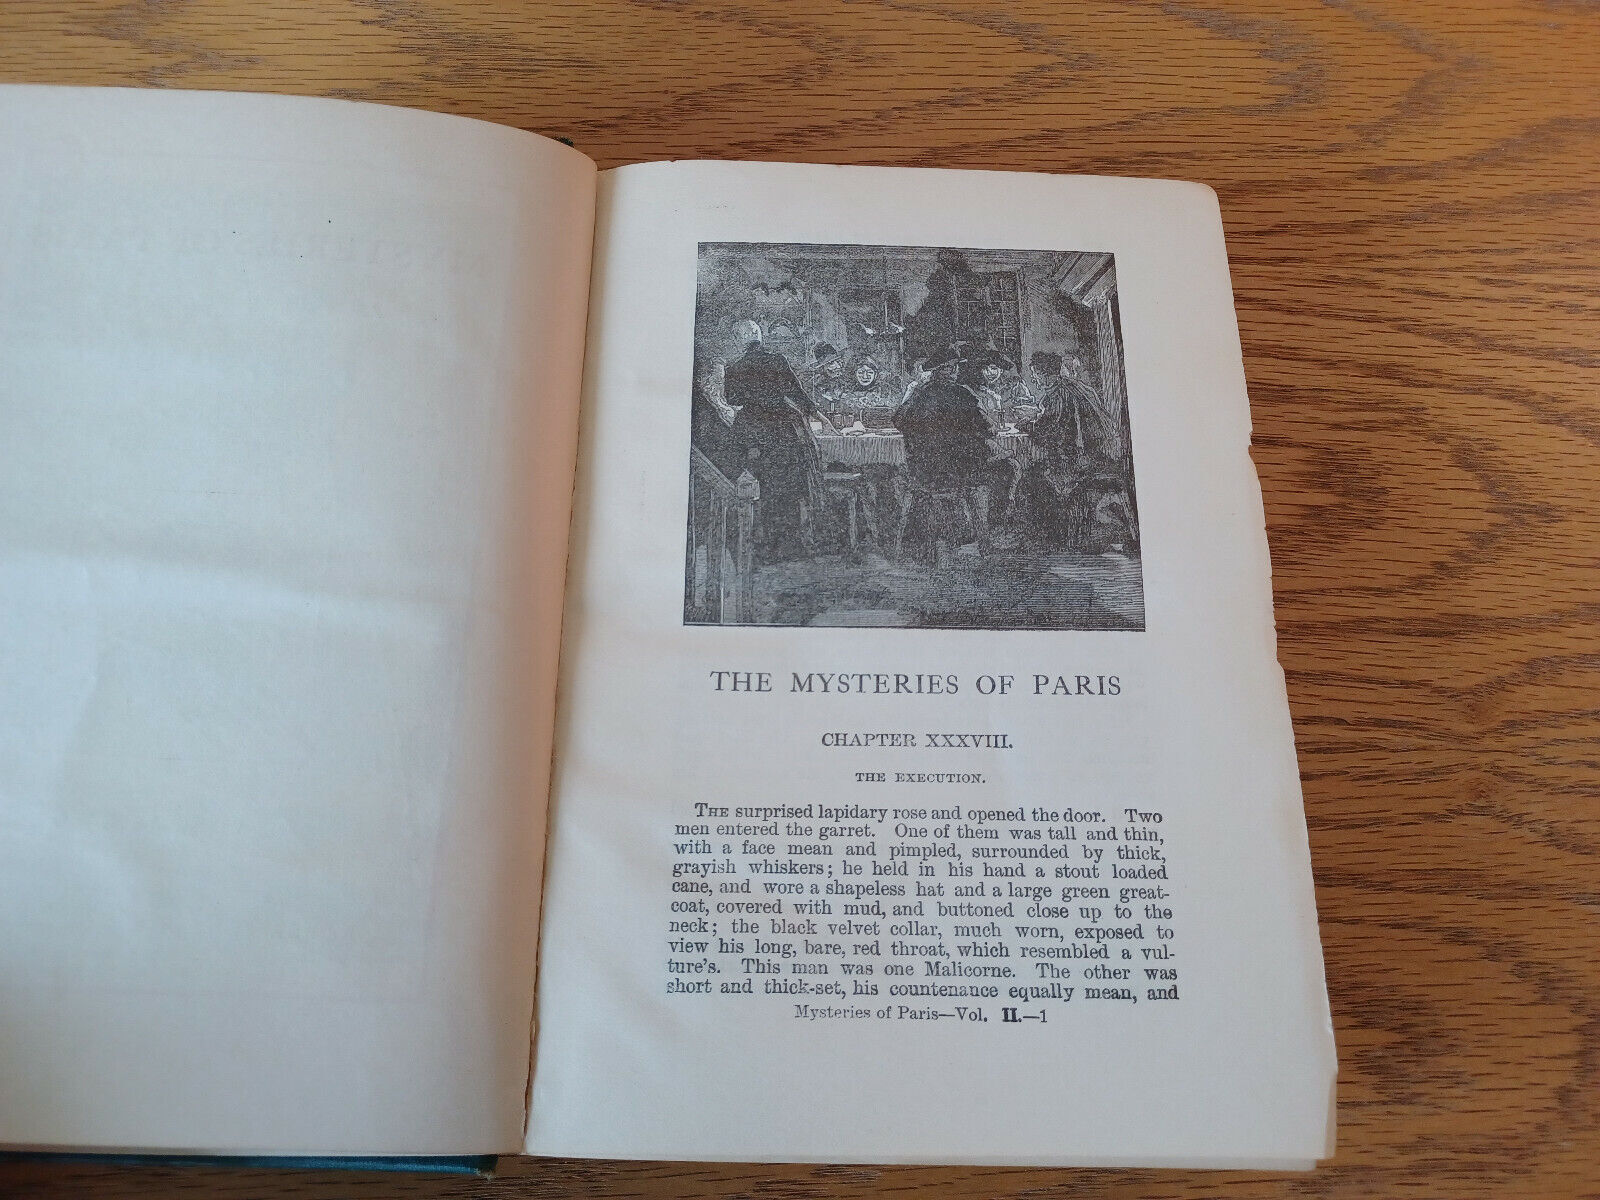 THE MYSTERIES OF PARIS
CHAPTER XXXVIII.
THE EXECUTION.
THE surprised lapidary rose and opened the door. Two
men entered the garret. One of them was tall and thin,
with a face mean and pimpled, surrounded by thick,
grayish whiskers; he held in his hand a stout loaded
cane, and wore a shapeless hat and a large green great-
coat, covered with mud, and buttoned close up to the
neck; the black velvet collar, much worn, exposed to
view his long, bare, red throat, which resembled a vul-
ture's. This man was one Malicorne. The other was
short and thick-set, his countenance equally mean, and
Mysteries of Paris—Vol. II.—1